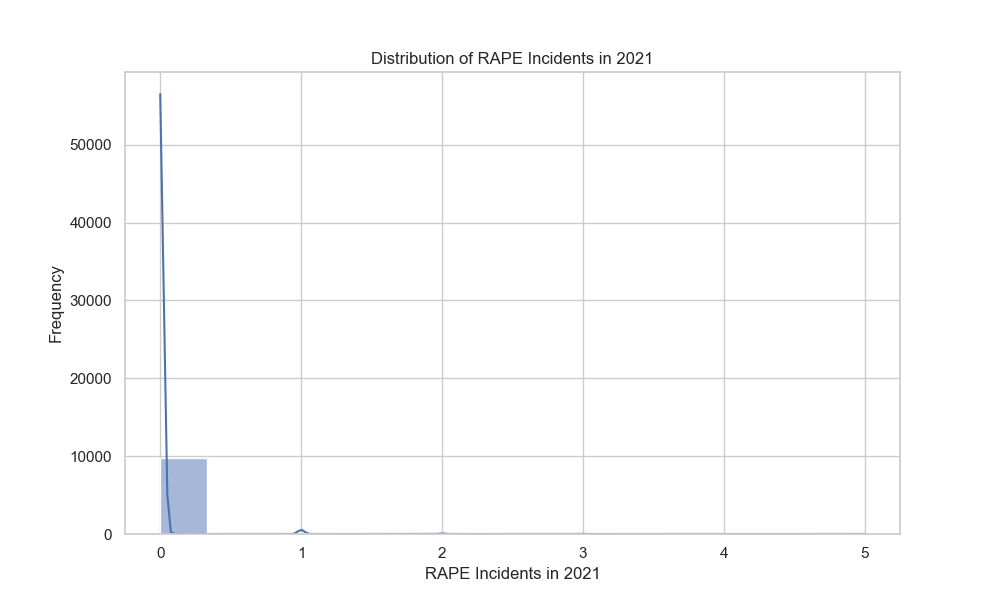 Distribution of RAPE Incidents in 2021
Frequency
50000
40000
30000
20000
10000
0
0 1 2 3 4 5
RAPE Incidents in 2021